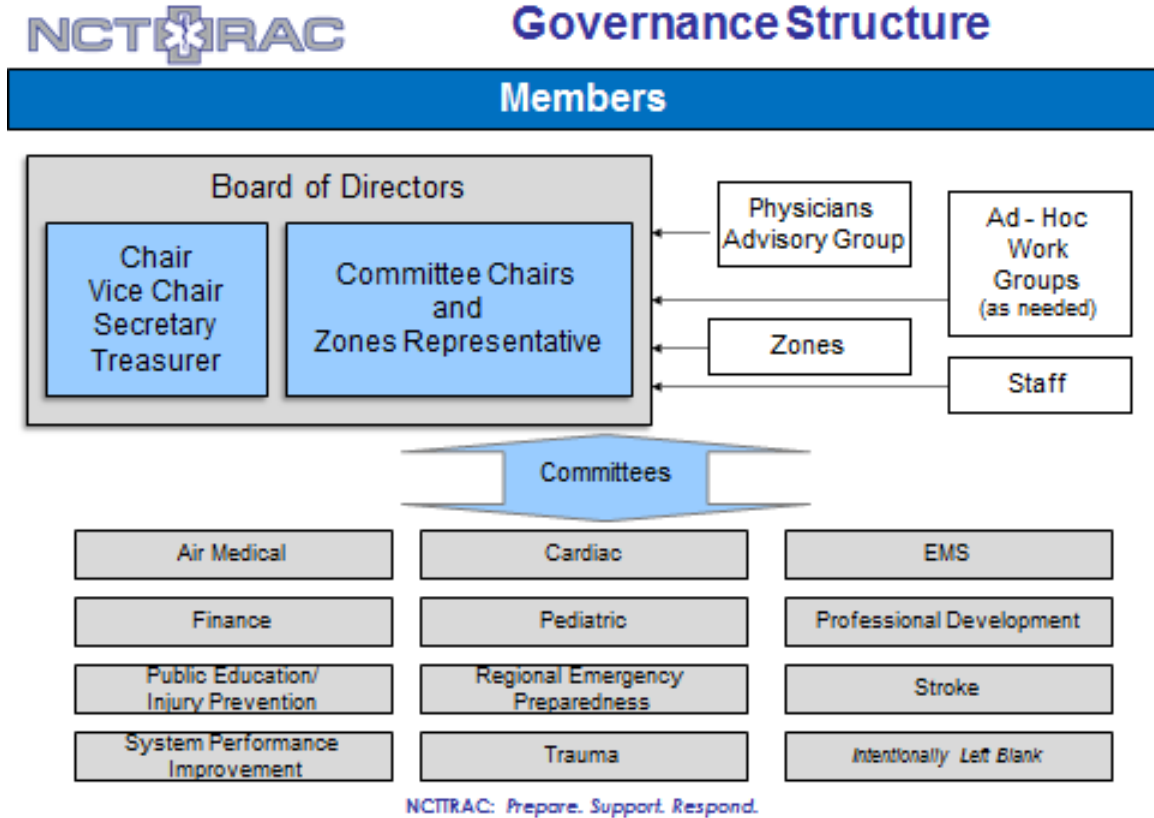 NCTTRAC
Governance Structure
Members
Board of Directors
Chair
Vice Chair
Secretary
Treasurer
Committee Chairs
and
Zones Representative
Physicians
Advisory Group
Ad - Hoc
Work
Groups
(as needed)
Zones
Staff
Committees
Air Medical
Cardiac
EMS
Finance
Pediatric
Professional Development
Public Education/
Injury Prevention
Regional Emergency
Preparedness
Stroke
System Performance
Improvement
Trauma
Intentionally Left Blank
NCTTRAC: Prepare. Support. Respond.